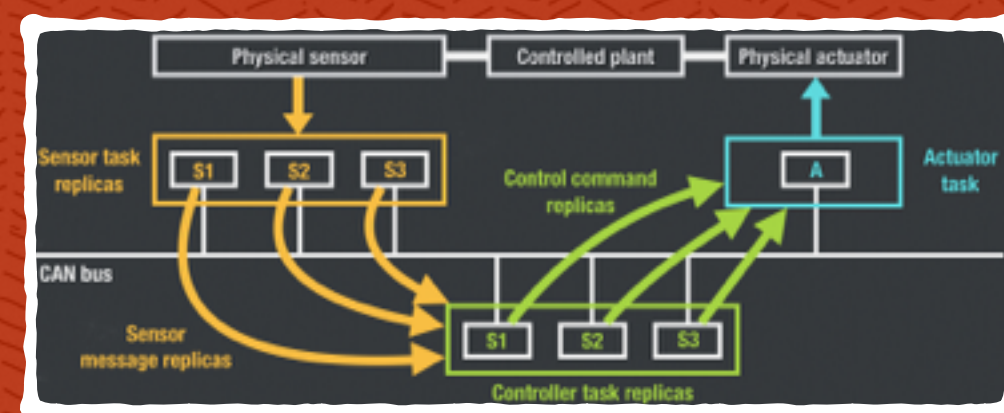 Physical sensor
Controlled plant
Physical actuator
Sensor task
replicas
S1
S2
S3
Control command
replicas
A
Actuator
task
CAN bus
Sensor
message replicas
S1
S2
S3
Controller task replicas